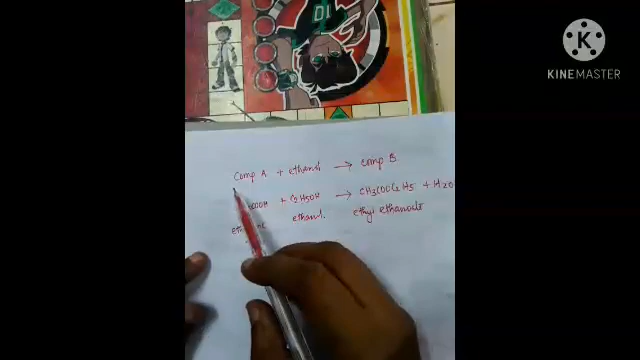 KINEMASTER
Comp A + ethanol → comp B
COOH + C2H5OH → CH3COOC2H5 + H2O
ethanol ethyl ethanoate